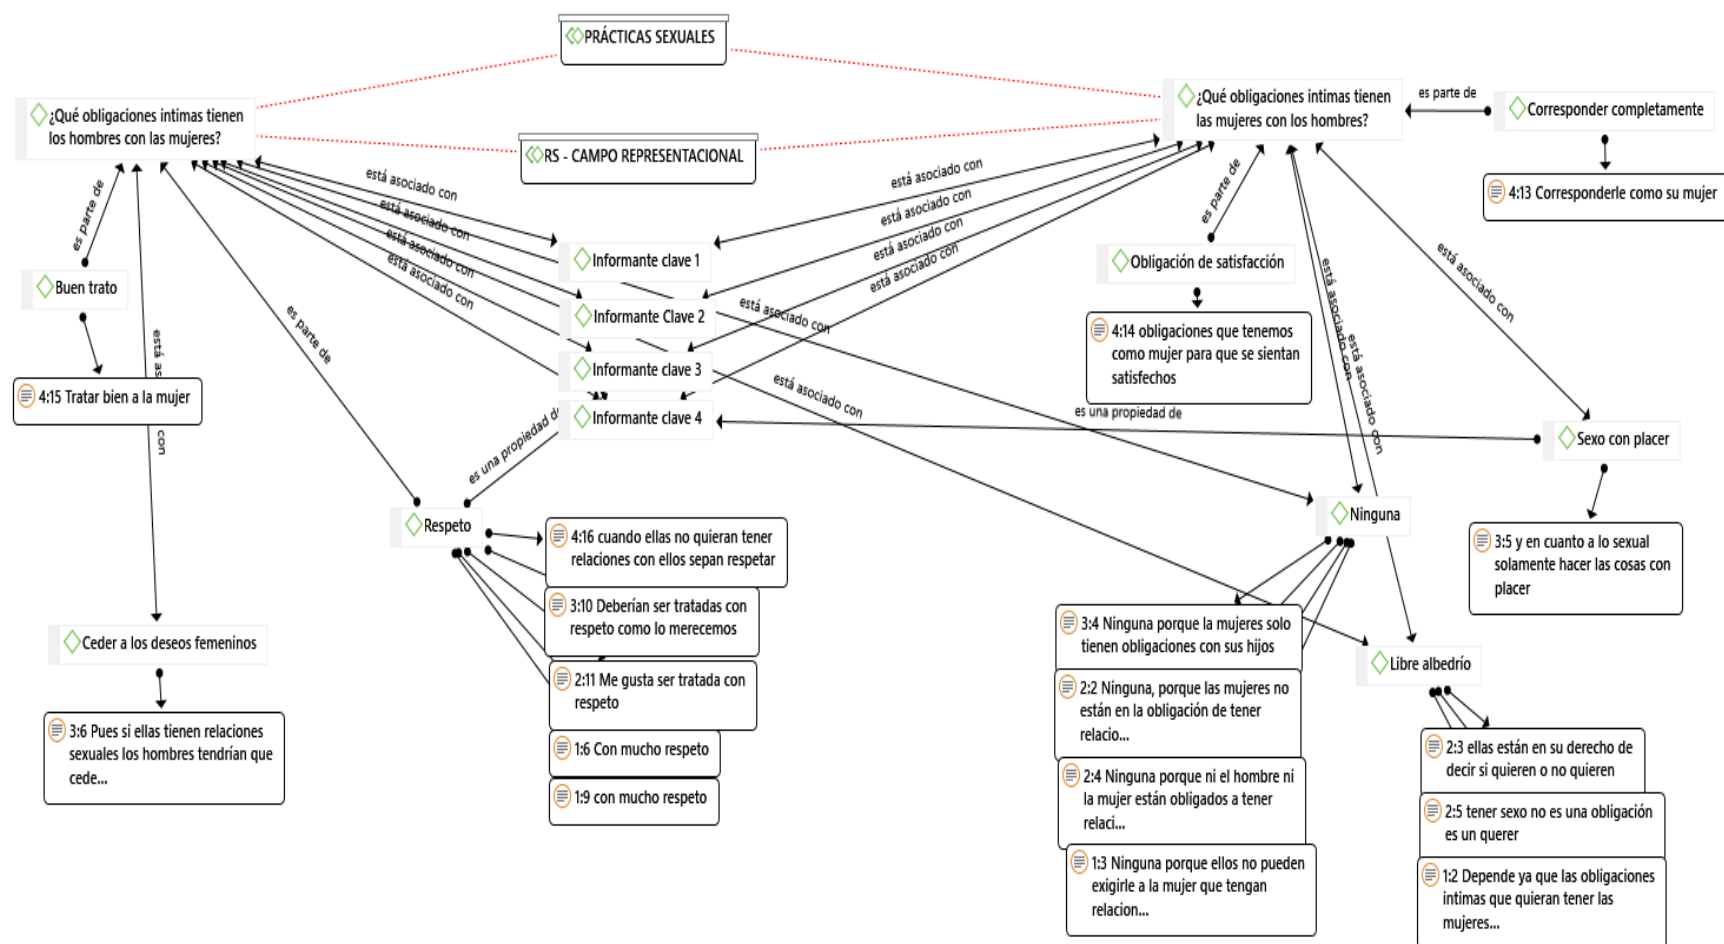 PRÁCTICAS SEXUALES
¿Qué obligaciones intimas tienen
los hombres con las mujeres?
RS - CAMPO REPRESENTACIONAL
¿Qué obligaciones intimas tienen
las mujeres con los hombres?
es parte de
Corresponder completamente
4:13 Corresponderle como su mujer
está asociado con
está asociado con
está asociado con
está asociado con
está asociado con
está asociado con
está asociado con
está asociado con
es parte de
Buen trato
4:15 Tratar bien a la mujer
es parte de
Informante clave 1
Informante Clave 2
Informante clave 3
Informante clave 4
es parte de
Obligación de satisfacción
4:14 obligaciones que tenemos
como mujer para que se sientan
satisfechos
está asociado con
está asociado con
está asociado con
está asociado con
está asociado con
es una propiedad de
es una propiedad
Sexo con placer
3:5 y en cuanto a lo sexual
solamente hacer las cosas con
placer
está as
con
Respeto
4:16 cuando ellas no quieran tener
relaciones con ellos sepan respetar
3:10 Deberían ser tratadas con
respeto como lo merecemos
2:11 Me gusta ser tratada con
respeto
1:6 Con mucho respeto
1:9 con mucho respeto
Ceder a los deseos femeninos
3:6 Pues si ellas tienen relaciones
sexuales los hombres tendrían que
cede...
Ninguna
3:4 Ninguna porque la mujeres solo
tienen obligaciones con sus hijos
2:2 Ninguna, porque las mujeres no
están en la obligación de tener
relacio...
2:4 Ninguna porque ni el hombre ni
la mujer están obligados a tener
relaci...
1:3 Ninguna porque ellos no pueden
exigirle a la mujer que tengan
relacion...
Libre albedrío
2:3 ellas están en su derecho de
decir si quieren o no quieren
2:5 tener sexo no es una obligación
es un querer
1:2 Depende ya que las obligaciones
intimas que quieran tener las
mujeres...